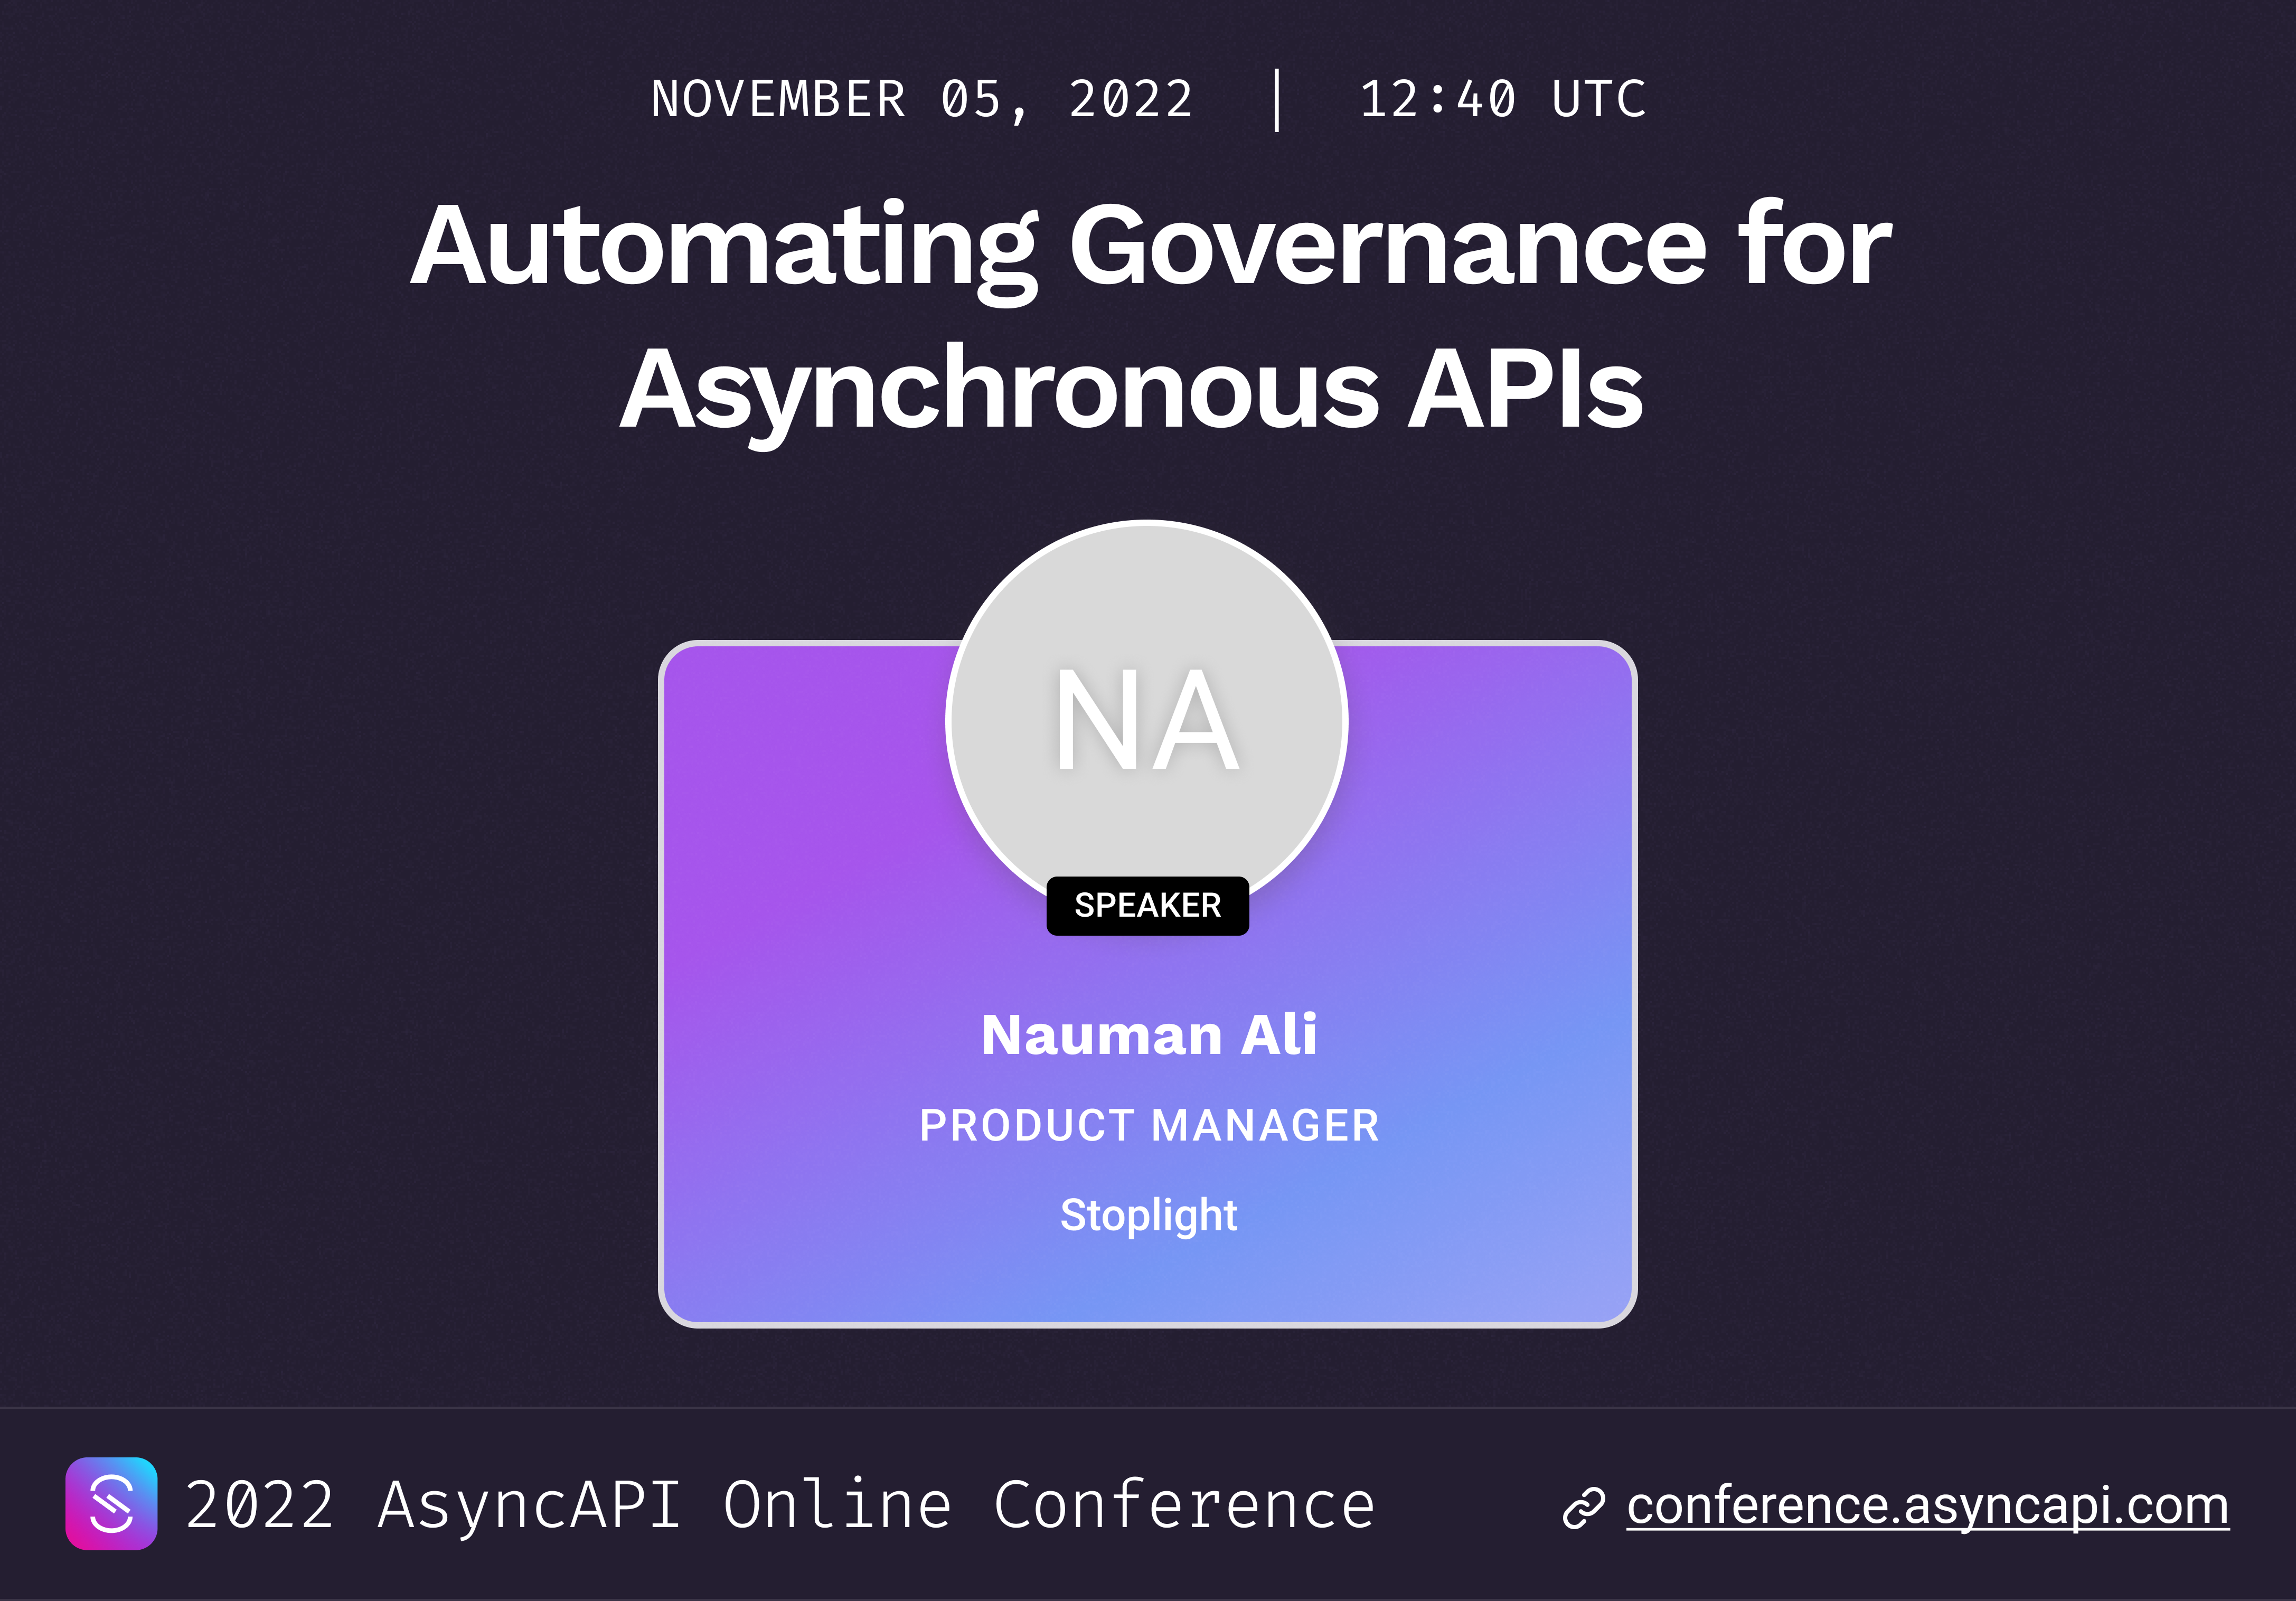 NOVEMBER 05, 2022 | 12:40 UTC
Automating Governance for
Asynchronous APIs
NA
SPEAKER
Nauman Ali
PRODUCT MANAGER
Stoplight
2022 AsyncAPI Online Conference
conference.asyncapi.com